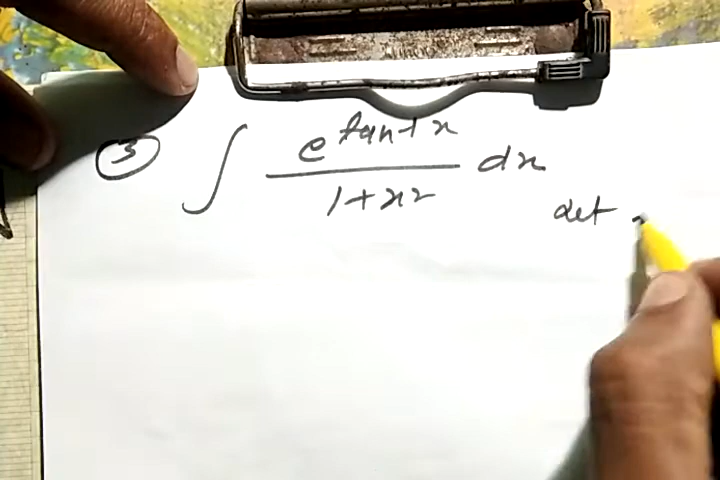 ③ ∫ e^{tan-1x} / 1+x² dx
Let